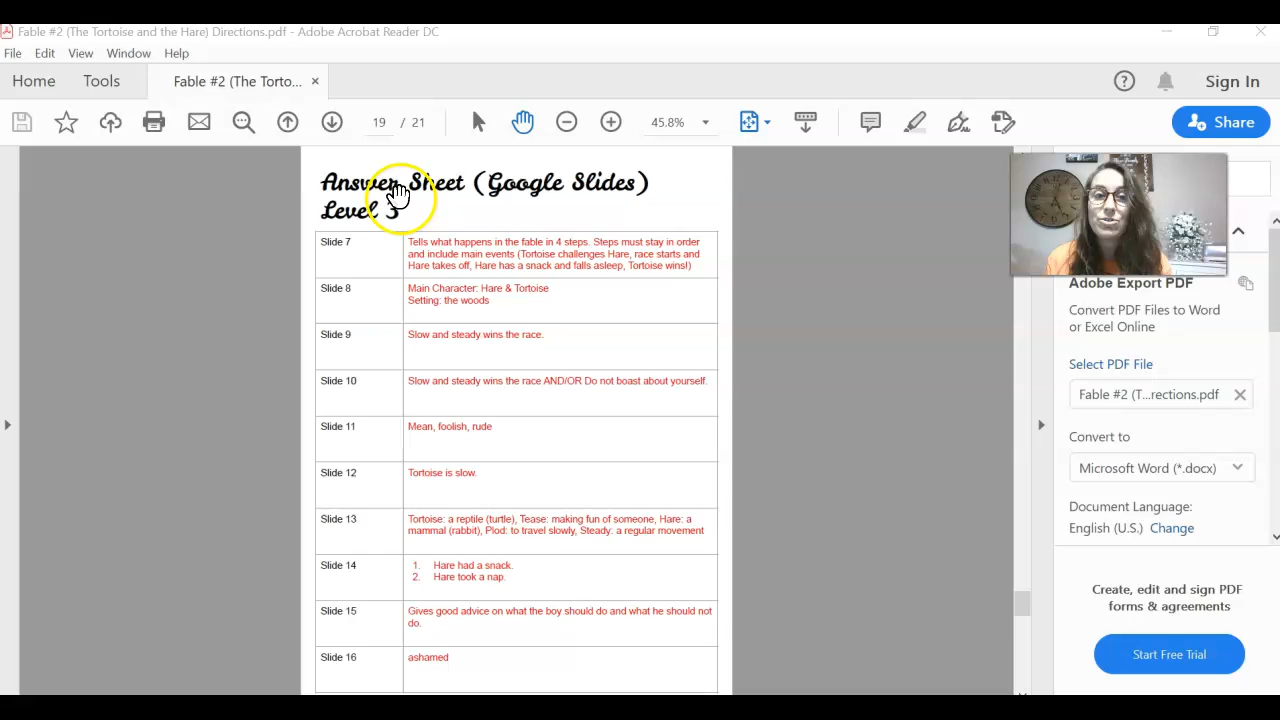 Fable #2 (The Tortoise and the Hare) Directions.pdf - Adobe Acrobat Reader DC
File Edit View Window Help
Home Tools Fable #2 (The Torto... × Sign In
19 / 21 45.8% Share
Answer Sheet (Google Slides)
Level 3
Slide 7 Tells what happens in the fable in 4 steps. Steps must stay in order
and include main events (Tortoise challenges Hare, race starts and
Hare takes off, Hare has a snack and falls asleep, Tortoise wins!)
Slide 8 Main Character: Hare & Tortoise
Setting: the woods
Slide 9 Slow and steady wins the race.
Slide 10 Slow and steady wins the race AND/OR Do not boast about yourself.
Slide 11 Mean, foolish, rude
Slide 12 Tortoise is slow.
Slide 13 Tortoise: a reptile (turtle), Tease: making fun of someone, Hare: a
mammal (rabbit), Plod: to travel slowly, Steady: a regular movement
Slide 14 1. Hare had a snack.
2. Hare took a nap.
Slide 15 Gives good advice on what the boy should do and what he should not
do.
Slide 16 ashamed
Adobe Export PDF
Convert PDF Files to Word
or Excel Online
Select PDF File
Fable #2 (T...rections.pdf
Convert to
Microsoft Word (*.docx)
Document Language:
English (U.S.) Change
Create, edit and sign PDF
forms & agreements
Start Free Trial